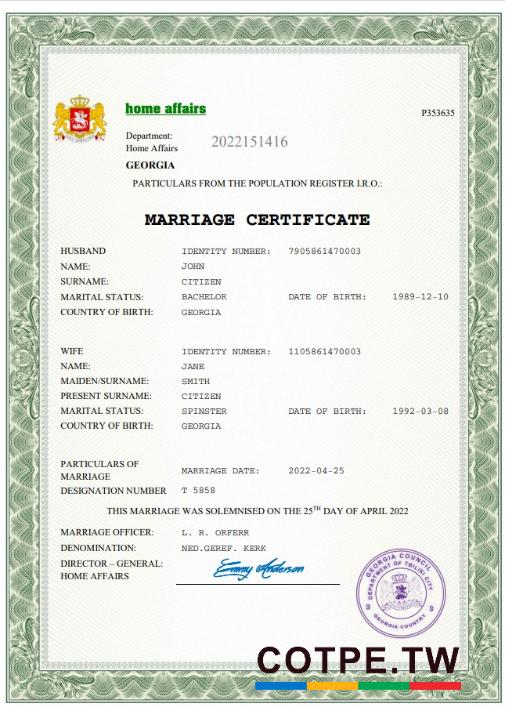 home affairs
P353635
Department:
Home Affairs
2022151416
GEORGIA
PARTICULARS FROM THE POPULATION REGISTER I.R.O.:
MARRIAGE CERTIFICATE
HUSBAND IDENTITY NUMBER: 7905861470003
NAME: JOHN
SURNAME: CITIZEN
MARITAL STATUS: BACHELOR DATE OF BIRTH: 1989-12-10
COUNTRY OF BIRTH: GEORGIA
WIFE IDENTITY NUMBER: 1105861470003
NAME: JANE
MAIDEN/SURNAME: SMITH
PRESENT SURNAME: CITIZEN
MARITAL STATUS: SPINSTER DATE OF BIRTH: 1992-03-08
COUNTRY OF BIRTH: GEORGIA
PARTICULARS OF
MARRIAGE MARRIAGE DATE: 2022-04-25
DESIGNATION NUMBER T 5858
THIS MARRIAGE WAS SOLEMNISED ON THE 25TH DAY OF APRIL 2022
MARRIAGE OFFICER: L. R. ORFERR
DENOMINATION: NED.GEREF. KERK
DIRECTOR – GENERAL:
HOME AFFAIRS
Emmy Anderson
GEORGIA COUNCIL
DEPARTMENT OF TBILISI CITY
GEORGIA COUNTRY
COTPE.TW